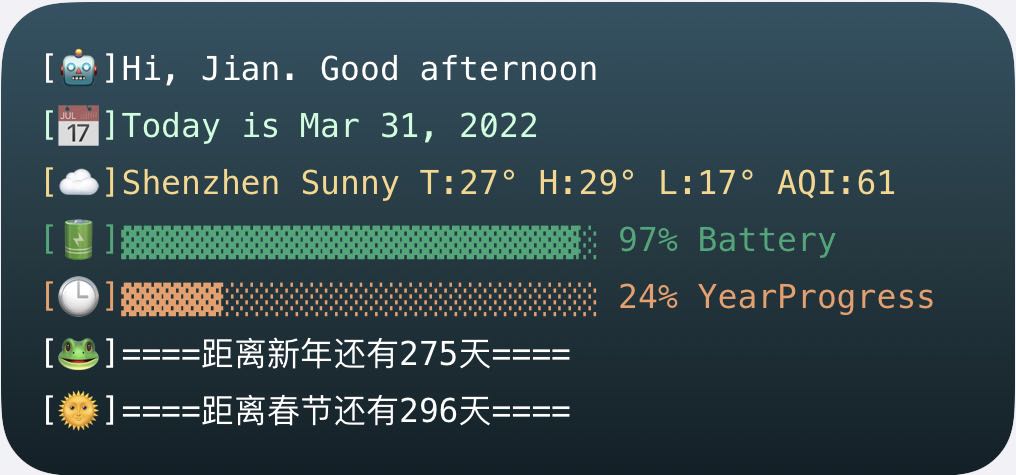 [🤖]Hi, Jian. Good afternoon
[📅]Today is Mar 31, 2022
[☁️]Shenzhen Sunny T:27° H:29° L:17° AQI:61
[🔋]▓▓▓▓▓▓▓▓▓▓▓▓▓▓▓▓▓▓▓▓▓▓▓░ 97% Battery
[🕒]▓▓▓▓▓░░░░░░░░░░░░░░░░░░░ 24% YearProgress
[🐸]====距离新年还有275天====
[🌞]====距离春节还有296天====